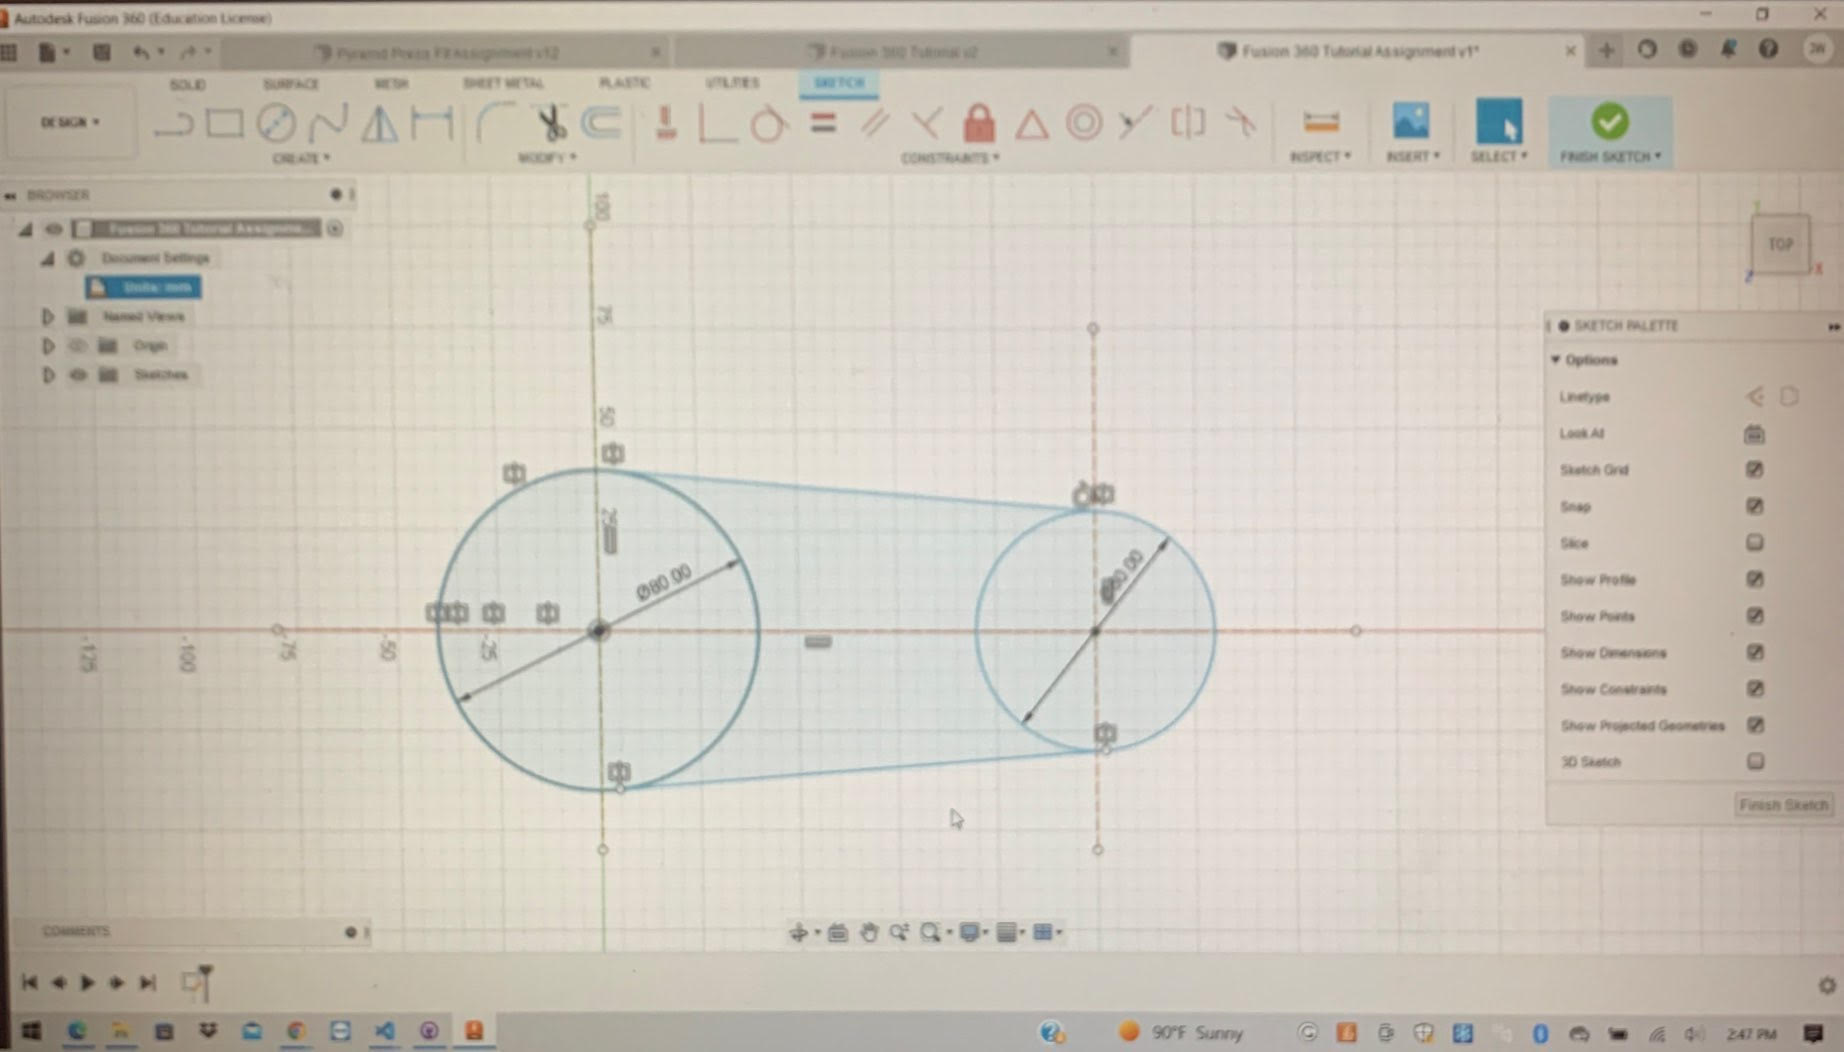 Autodesk Fusion 360 (Education License)
Pyramid Press Fit Assignment v12
Fusion 360 Tutorial v2
Fusion 360 Tutorial Assignment v1*
JW
SOLID SURFACE MESH SHEET METAL PLASTIC UTILITIES SKETCH
DESIGN
CREATE MODIFY CONSTRAINTS INSPECT INSERT SELECT FINISH SKETCH
BROWSER
Fusion 360 Tutorial Assignme...
Document Settings
Units: mm
Named Views
Origin
Sketches
TOP
X
Z
100
75
50
25
-125
-100
-75
-50
-25
Ø80.00
SKETCH PALETTE
Options
Linetype
Look At
Sketch Grid
Snap
Slice
Show Profile
Show Points
Show Dimensions
Show Constraints
Show Projected Geometries
3D Sketch
Finish Sketch
COMMENTS
90°F Sunny
2:47 PM